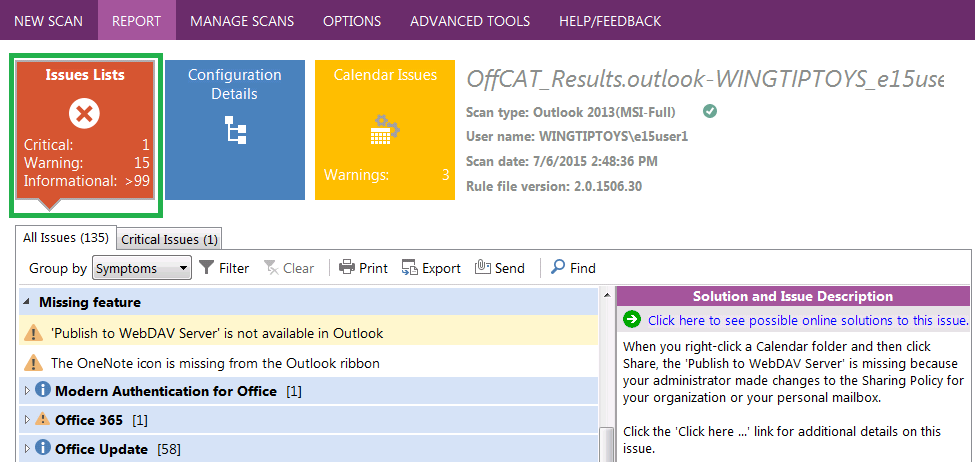 NEW SCAN REPORT MANAGE SCANS OPTIONS ADVANCED TOOLS HELP/FEEDBACK
Issues Lists
Critical: 1
Warning: 15
Informational: >99
Configuration
Details
Calendar Issues
Warnings: 3
OffCAT_Results.outlook-WINGTIPTOYS_e15use
Scan type: Outlook 2013(MSI-Full)
User name: WINGTIPTOYS\e15user1
Scan date: 7/6/2015 2:48:36 PM
Rule file version: 2.0.1506.30
All Issues (135) Critical Issues (1)
Group by Symptoms Filter Clear Print Export Send Find
Missing feature
'Publish to WebDAV Server' is not available in Outlook
The OneNote icon is missing from the Outlook ribbon
Modern Authentication for Office [1]
Office 365 [1]
Office Update [58]
Solution and Issue Description
Click here to see possible online solutions to this issue.
When you right-click a Calendar folder and then click
Share, the 'Publish to WebDAV Server' is missing because
your administrator made changes to the Sharing Policy for
your organization or your personal mailbox.
Click the 'Click here ...' link for additional details on this
issue.